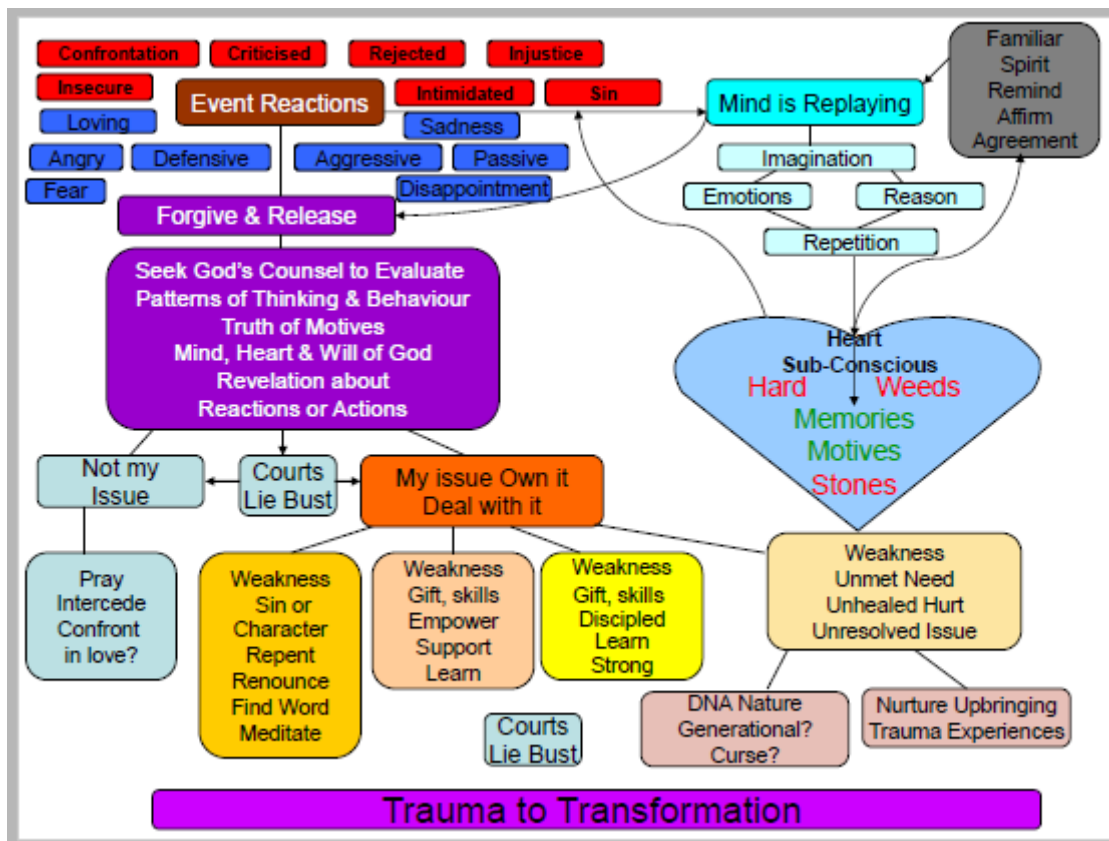 Confrontation
Criticised
Rejected
Injustice
Insecure
Event Reactions
Intimidated
Sin
Mind is Replaying
Familiar
Spirit
Remind
Affirm
Agreement
Loving
Sadness
Angry
Defensive
Aggressive
Passive
Fear
Disappointment
Imagination
Emotions
Reason
Repetition
Forgive & Release
Seek God's Counsel to Evaluate
Patterns of Thinking & Behaviour
Truth of Motives
Mind, Heart & Will of God
Revelation about
Reactions or Actions
Heart
Sub-Conscious
Hard Weeds
Memories
Motives
Stones
Not my
Issue
Courts
Lie Bust
My issue Own it
Deal with it
Pray
Intercede
Confront
in love?
Weakness
Sin or
Character
Repent
Renounce
Find Word
Meditate
Weakness
Gift, skills
Empower
Support
Learn
Weakness
Gift, skills
Discipled
Learn
Strong
Weakness
Unmet Need
Unhealed Hurt
Unresolved Issue
Courts
Lie Bust
DNA Nature
Generational?
Curse?
Nurture Upbringing
Trauma Experiences
Trauma to Transformation